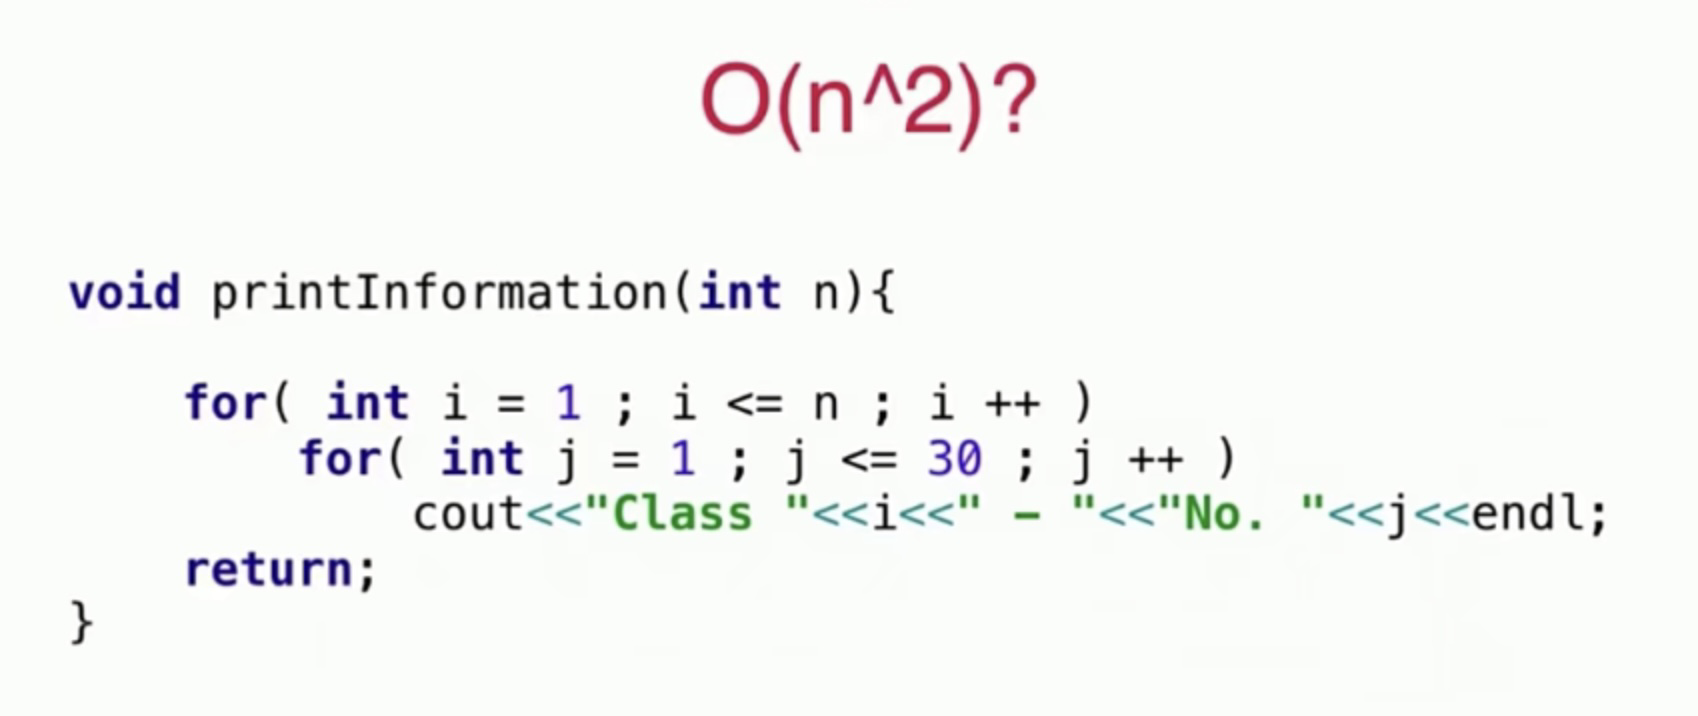 O(n^2)?
void printInformation(int n){
for( int i = 1 ; i <= n ; i ++ )
for( int j = 1 ; j <= 30 ; j ++ )
cout<<"Class "<<i<<" - "<<"No. "<<j<<endl;
return;
}